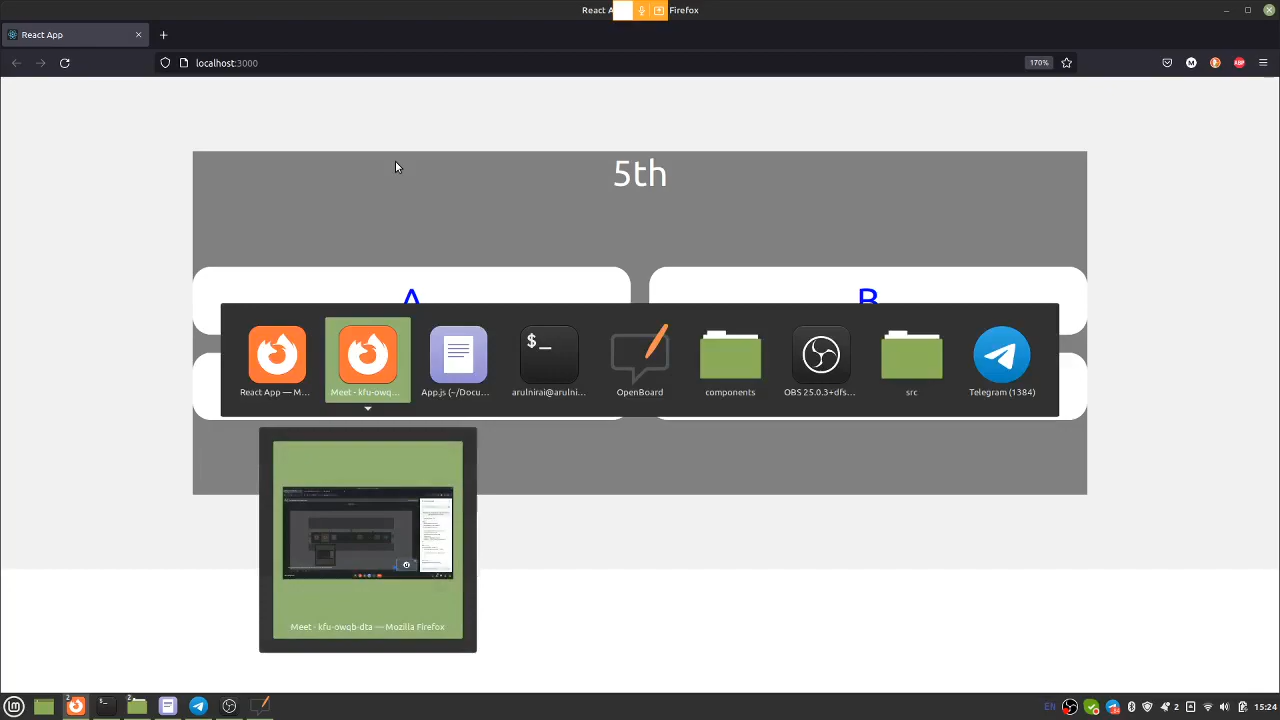 React A
Firefox
React App
localhost:3000
170%
5th
A
B
React App — M...
Meet - kfu-owq...
App.js (~/Docu...
arulnirai@arulni...
OpenBoard
components
OBS 25.0.3+dfs...
src
Telegram (1384)
Meet - kfu-owqb-dta — Mozilla Firefox
EN
2
15:24